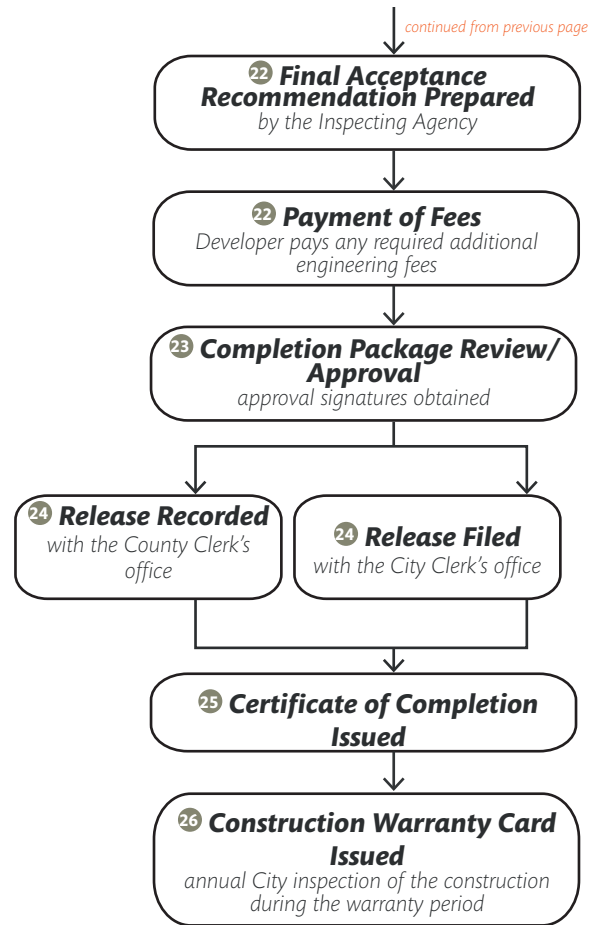 continued from previous page
22 Final Acceptance
Recommendation Prepared
by the Inspecting Agency
22 Payment of Fees
Developer pays any required additional
engineering fees
23 Completion Package Review/
Approval
approval signatures obtained
24 Release Recorded
with the County Clerk's
office
24 Release Filed
with the City Clerk's office
25 Certificate of Completion
Issued
26 Construction Warranty Card
Issued
annual City inspection of the construction
during the warranty period